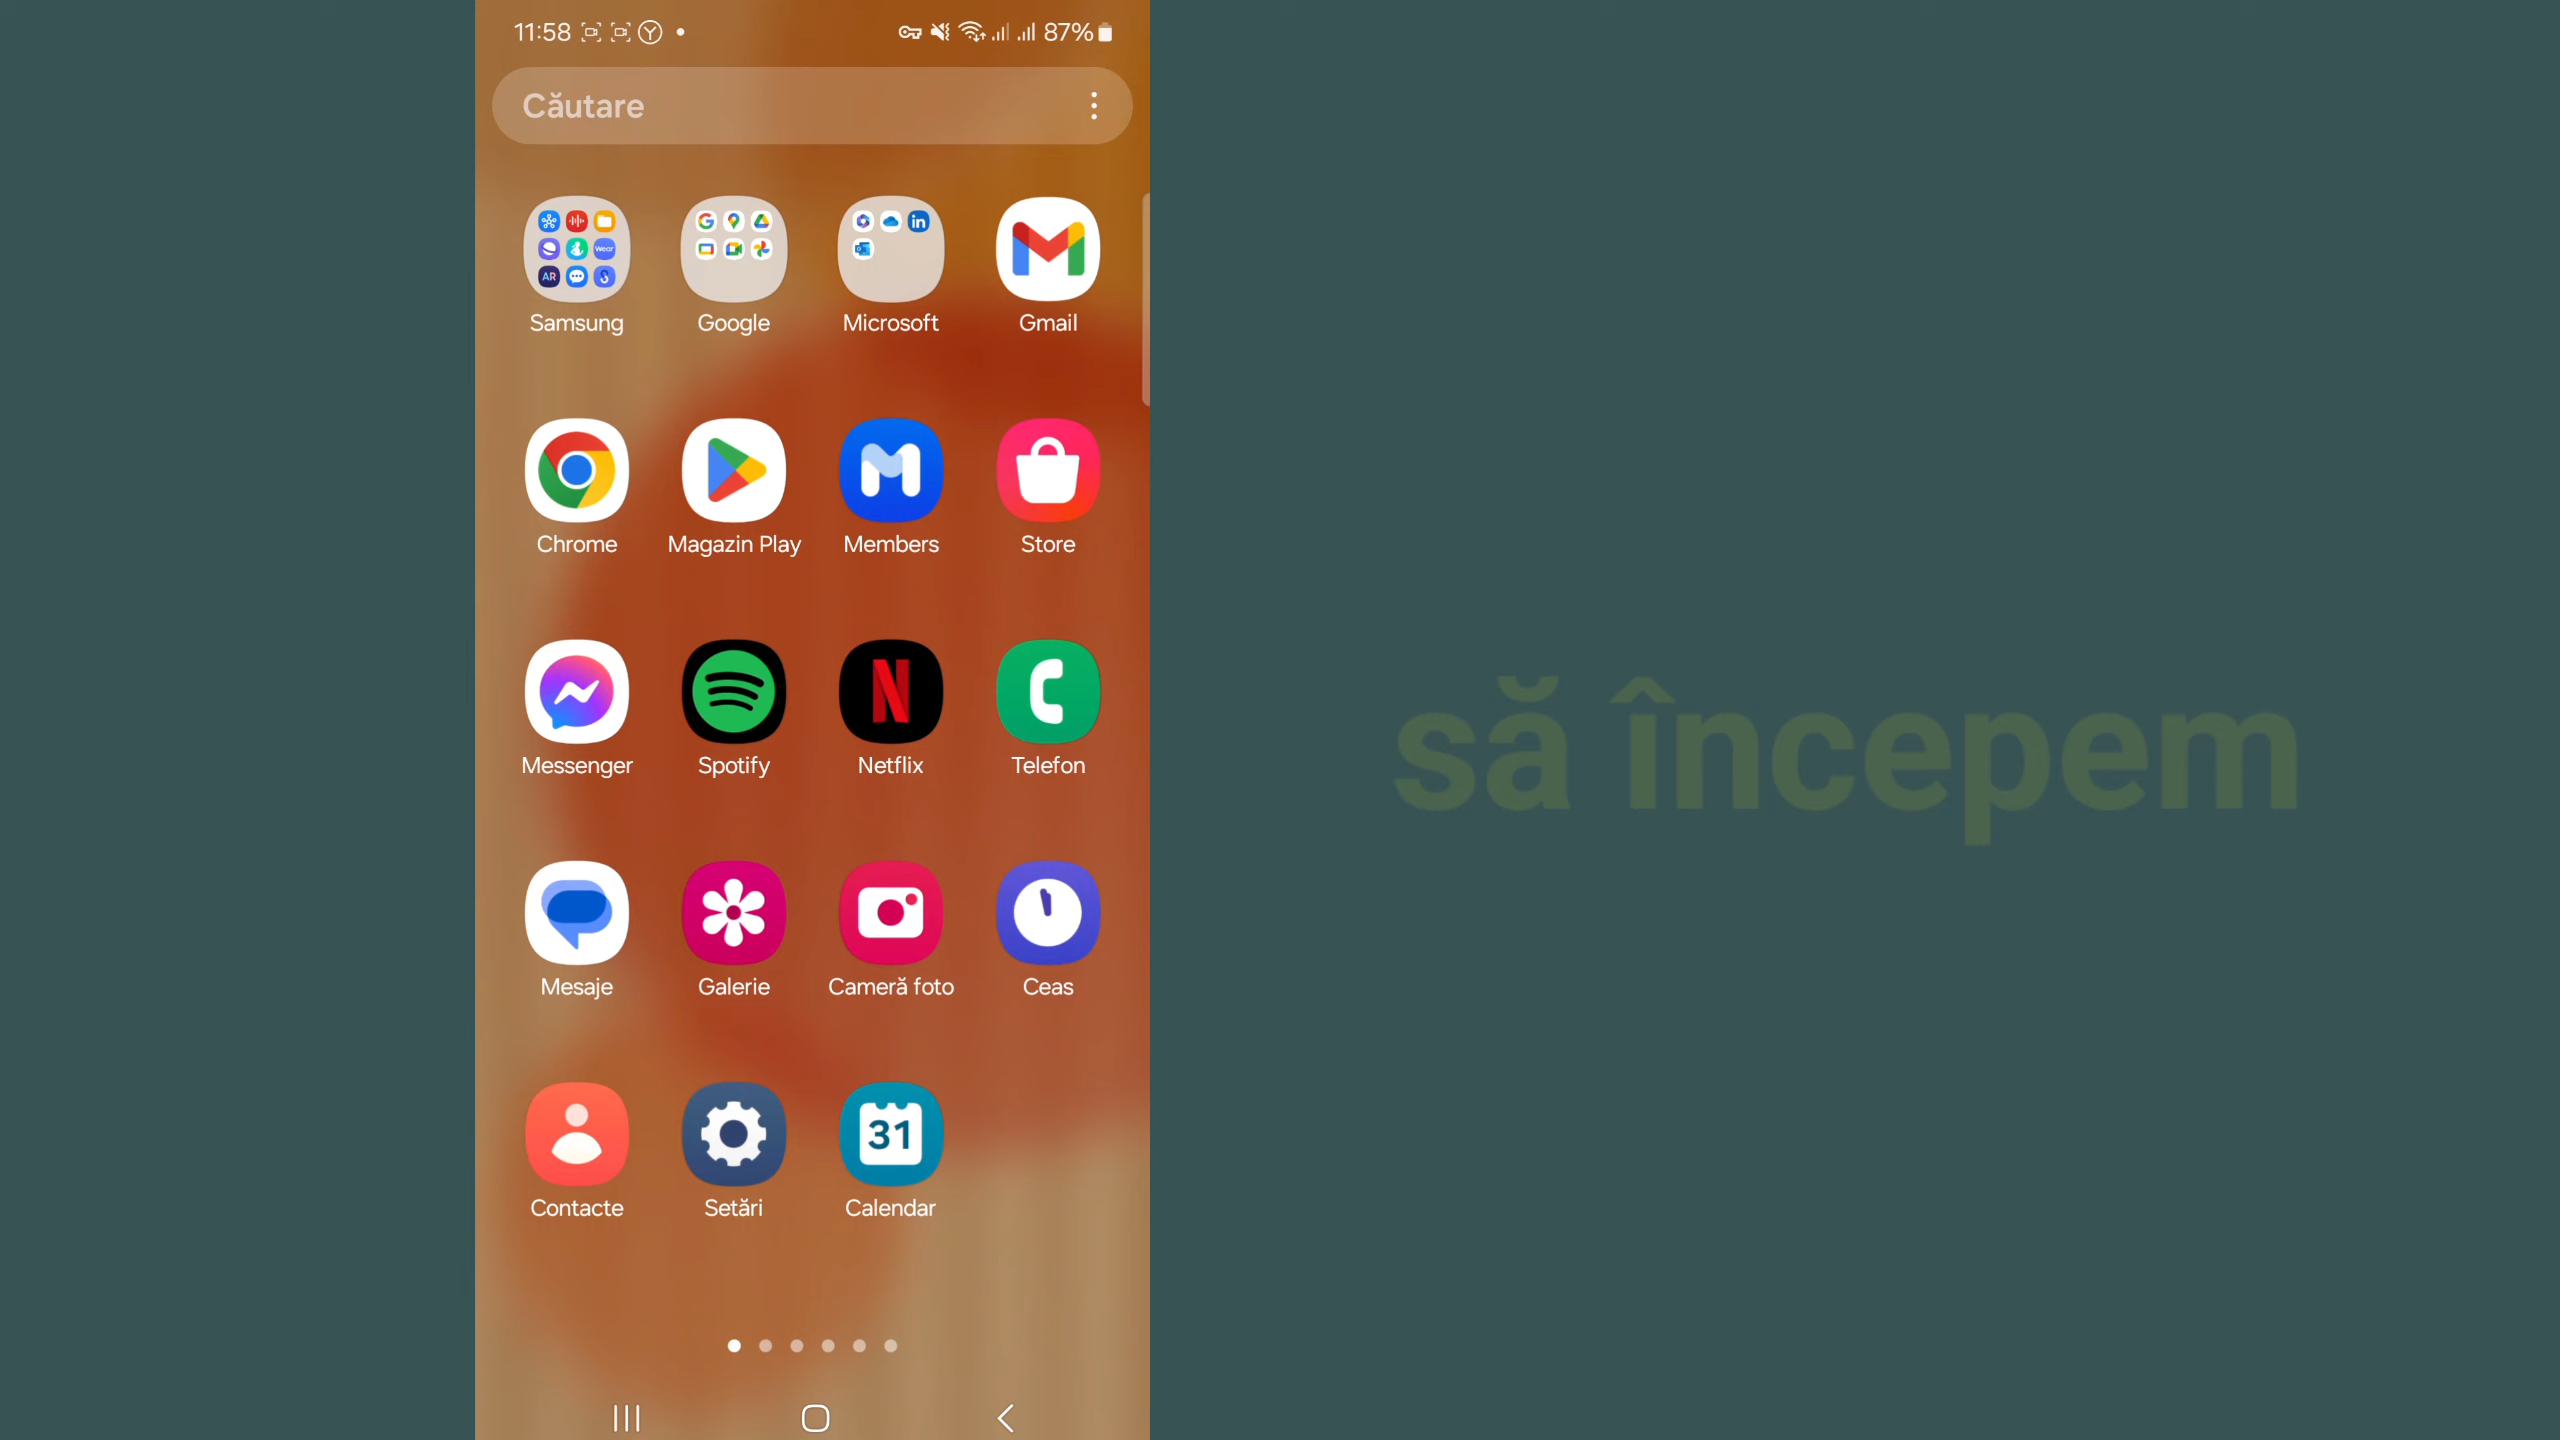 11:58 87%
Căutare
Samsung Google Microsoft Gmail
Chrome Magazin Play Members Store
Messenger Spotify Netflix Telefon
Mesaje Galerie Cameră foto Ceas
31
Contacte Setări Calendar
să începem